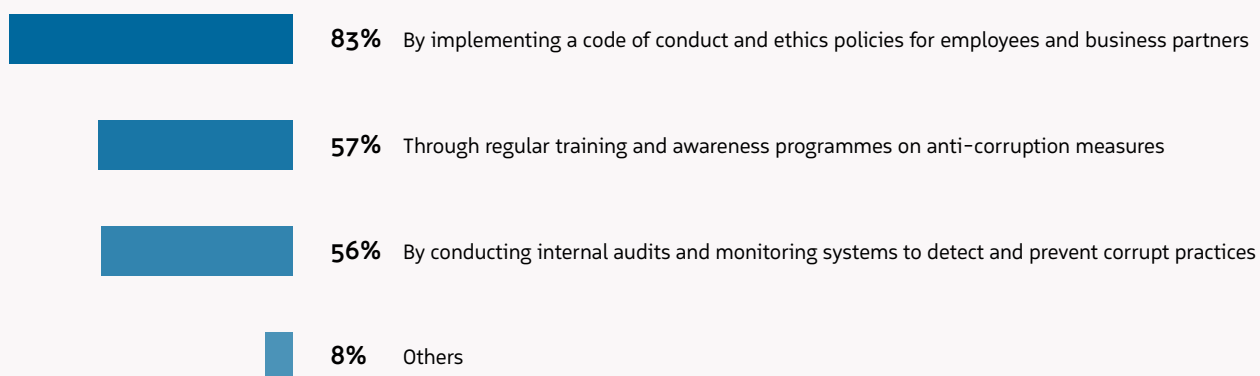 83% By implementing a code of conduct and ethics policies for employees and business partners
57% Through regular training and awareness programmes on anti-corruption measures
56% By conducting internal audits and monitoring systems to detect and prevent corrupt practices
8% Others